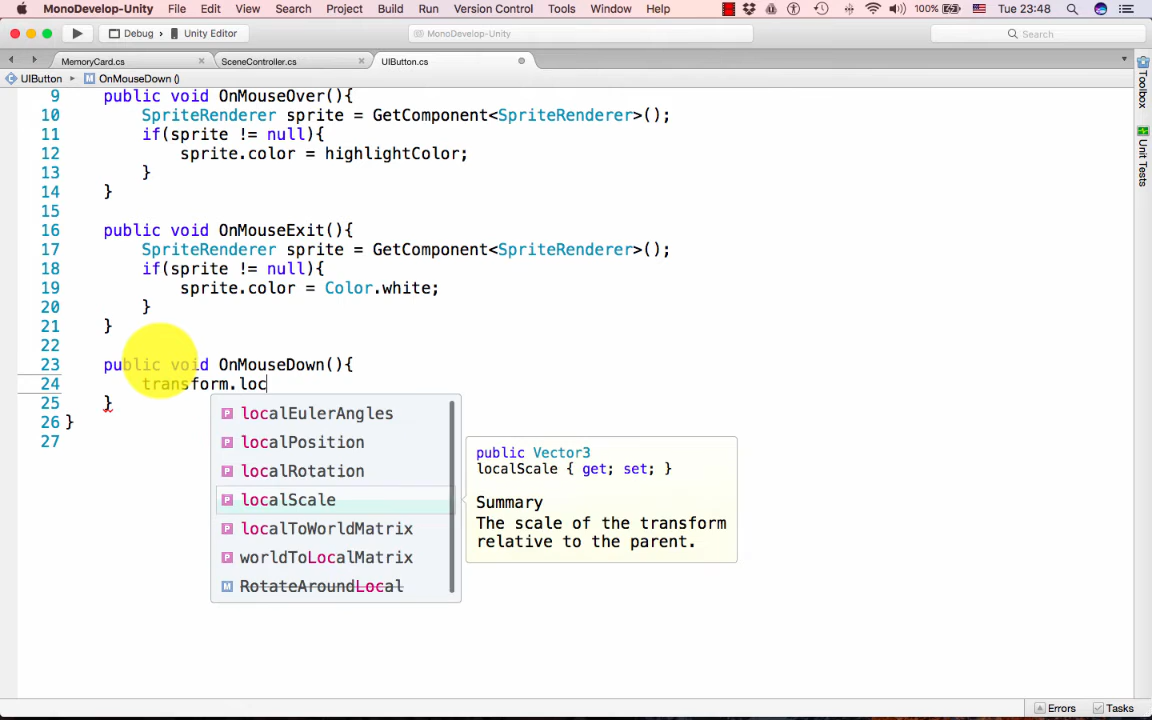 MonoDevelop-Unity File Edit View Search Project Build Run Version Control Tools Window Help 100% Tue 23:48
Debug › Unity Editor MonoDevelop-Unity Search
MemoryCard.cs × SceneController.cs × UIButton.cs
UIButton ▸ M OnMouseDown ()
9 public void OnMouseOver(){
10 SpriteRenderer sprite = GetComponent<SpriteRenderer>();
11 if(sprite != null){
12 sprite.color = highlightColor;
13 }
14 }
15
16 public void OnMouseExit(){
17 SpriteRenderer sprite = GetComponent<SpriteRenderer>();
18 if(sprite != null){
19 sprite.color = Color.white;
20 }
21 }
22
23 public void OnMouseDown(){
24 transform.loc
25 }
26 }
27
P localEulerAngles
P localPosition
P localRotation
P localScale
P localToWorldMatrix
P worldToLocalMatrix
M RotateAroundLocal
public Vector3
localScale { get; set; }
Summary
The scale of the transform
relative to the parent.
Toolbox
Unit Tests
Errors Tasks